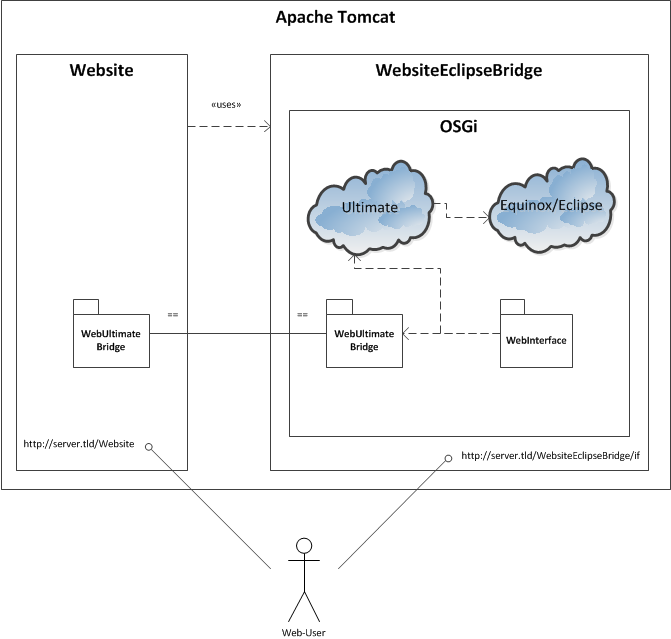 Apache Tomcat
Website
WebsiteEclipseBridge
«uses»
OSGi
Ultimate
Equinox/Eclipse
==
==
WebUltimate
Bridge
WebUltimate
Bridge
WebInterface
http://server.tld/Website
http://server.tld/WebsiteEclipseBridge/if
Web-User